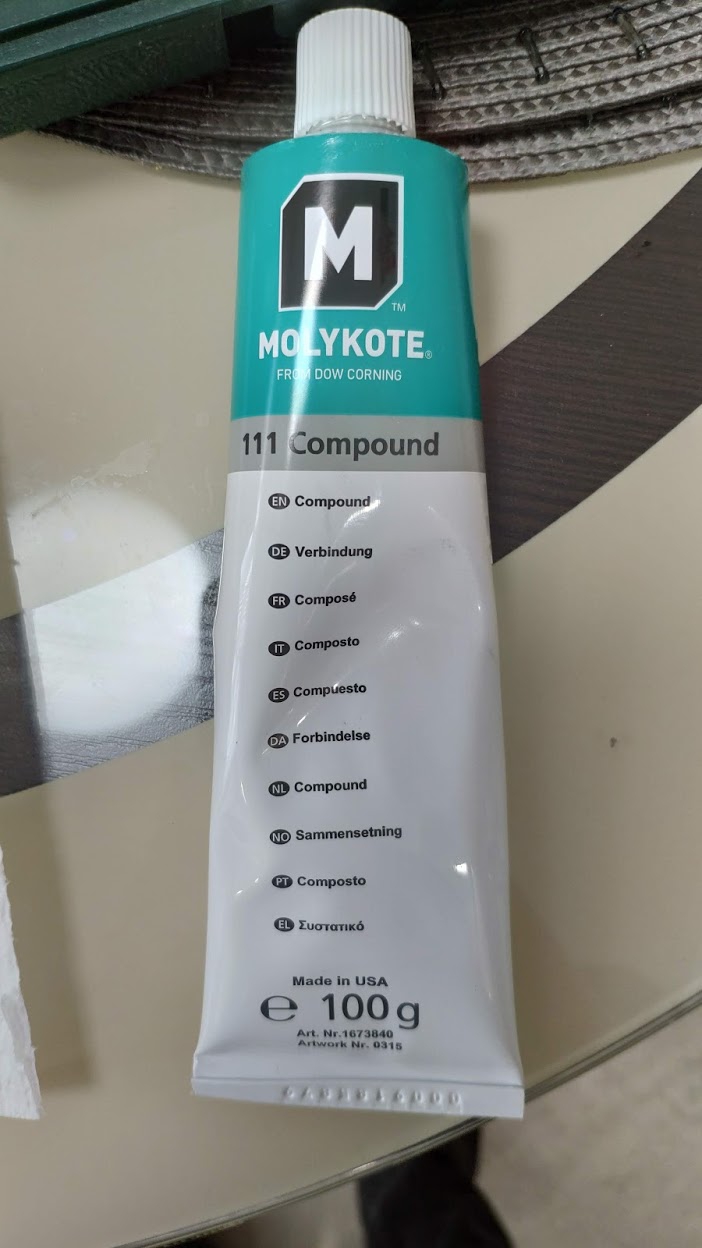 M
TM
MOLYKOTE®
FROM DOW CORNING
111 Compound
EN Compound
DE Verbindung
FR Composé
IT Composto
ES Compuesto
DA Forbindelse
NL Compound
NO Sammensetning
PT Composto
EL Συστατικό
Made in USA
℮ 100 g
Art. Nr.1673840
Artwork Nr. 0315